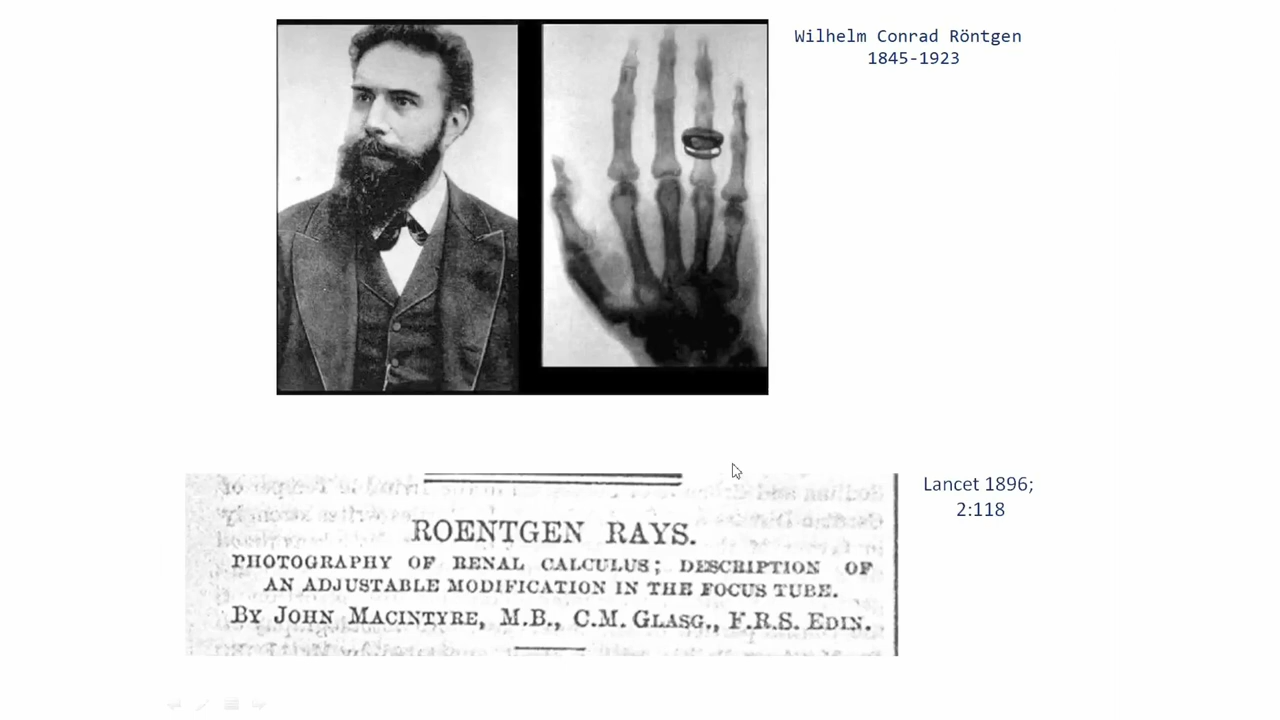 Wilhelm Conrad Röntgen
1845-1923
Lancet 1896;
2:118
ROENTGEN RAYS.
PHOTOGRAPHY OF RENAL CALCULUS; DESCRIPTION OF
AN ADJUSTABLE MODIFICATION IN THE FOCUS TUBE.
BY JOHN MACINTYRE, M.B., C.M. GLASG., F.R.S. EDIN.